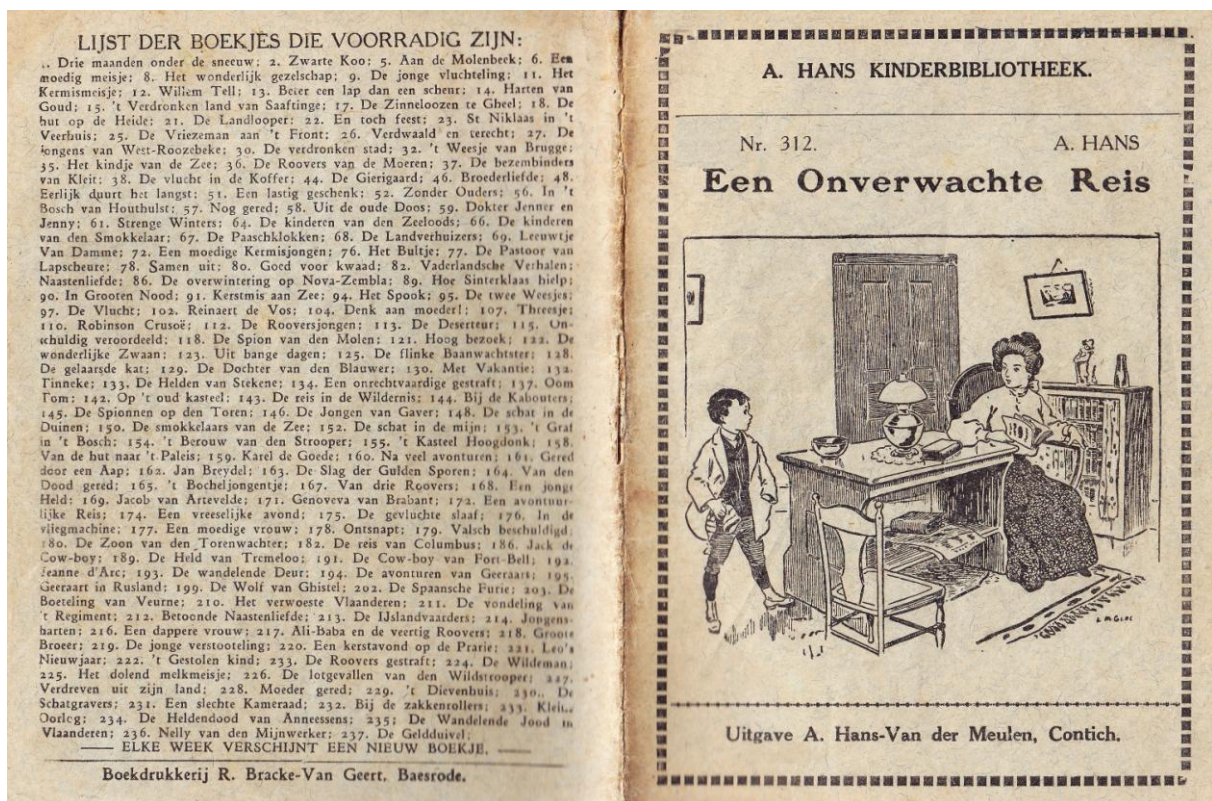 LIJST DER BOEKJES DIE VOORRADIG ZIJN:
.. Drie maanden onder de sneeuw; 2. Zwarte Koo; 5. Aan de Molenbeek; 6. Een
moedig meisje; 8. Het wonderlijk gezelschap; 9. De jonge vluchteling; 11. Het
Kermismeisje; 12. Willem Tell; 13. Beter een lap dan een scheur; 14. Harten van
Goud; 15. 't Verdronken land van Saaftinge; 17. De Zinneloozen te Gheel; 18. De
hut op de Heide; 21. De Landlooper; 22. En toch feest; 23. St Niklaas in 't
Veerhuis; 25. De Vriezeman aan 't Front; 26. Verdwaald en terecht; 27. De
jongens van West-Roozebeke; 30. De verdronken stad; 32. 't Weesje van Brugge;
35. Het kindje van de Zee; 36. De Roovers van de Moeren; 37. De bezembinders
van Kleit; 38. De vlucht in de Koffer; 44. De Gierigaard; 46. Broederliefde; 48.
Eerlijk duurt het langst; 51. Een lastig geschenk; 52. Zonder Ouders; 56. In 't
Bosch van Houthulst; 57. Nog gered; 58. Uit de oude Doos; 59. Dokter Jenner en
Jenny; 61. Strenge Winters; 64. De kinderen van den Zeeloods; 66. De kinderen
van den Smokkelaar; 67. De Paaschklokken; 68. De Landverhuizers; 69. Leeuwtje
Van Damme; 72. Een moedige Kermisjongen; 76. Het Bultje; 77. De Pastoor van
Lapscheure; 78. Samen uit; 80. Goed voor kwaad; 82. Vaderlandsche Verhalen;
Naastenliefde; 86. De overwintering op Nova-Zembla; 89. Hoe Sinterklaas hielp;
90. In Grooten Nood; 91. Kerstmis aan Zee; 94. Het Spook; 95. De twee Weesjes;
97. De Vlucht; 102. Reinaert de Vos; 104. Denk aan moeder!; 107. Threesje;
110. Robinson Crusoë; 112. De Rooversjongen; 113. De Deserteur; 115. On-
schuldig veroordeeld; 118. De Spion van den Molen; 121. Hoog bezoek; 122. De
wonderlijke Zwaan; 123. Uit bange dagen; 125. De flinke Baanwachtster; 128.
De gelaarsde kat; 129. De Dochter van den Blauwer; 130. Met Vakantie; 132.
Tinneke; 133. De Helden van Stekene; 134. Een onrechtvaardige gestraft; 137. Oom
Tom; 142. Op 't oud kasteel; 143. De reis in de Wildernis; 144. Bij de Kabouters;
145. De Spionnen op den Toren; 146. De Jongen van Gaver; 148. De schat in de
Duinen; 150. De smokkelaars van de Zee; 152. De schat in de mijn; 153. 't Graf
in 't Bosch; 154. 't Berouw van den Strooper; 155. 't Kasteel Hoogdonk; 158.
Van de hut naar 't Paleis; 159. Karel de Goede; 160. Na veel avonturen; 161. Gered
door een Aap; 162. Jan Breydel; 163. De Slag der Gulden Sporen; 164. Van den
Dood gered; 165. 't Bocheljongentje; 167. Van drie Roovers; 168. Een jonge
Held; 169. Jacob van Artevelde; 171. Genoveva van Brabant; 172. Een avontuur-
lijke Reis; 174. Een vreeselijke avond; 175. De gevluchte slaaf; 176. In de
vliegmachine; 177. Een moedige vrouw; 178. Ontsnapt; 179. Valsch beschuldigd;
180. De Zoon van den Torenwachter; 182. De reis van Columbus; 186. Jack de
Cow-boy; 189. De Held van Tremeloo; 191. De Cow-boy van Fort-Bell; 192.
Jeanne d'Arc; 193. De wandelende Deur; 194. De avonturen van Geeraart; 195.
Geeraart in Rusland; 199. De Wolf van Ghistel; 202. De Spaansche Furie; 203. De
Boeteling van Veurne; 210. Het verwoeste Vlaanderen; 211. De vondeling van
't Regiment; 212. Betoonde Naastenliefde; 213. De IJslandvaarders; 214. Jongens-
harten; 216. Een dappere vrouw; 217. Ali-Baba en de veertig Roovers; 218. Groote
Broer; 219. De jonge verstooteling; 220. Een kerstavond op de Prarie; 221. Leo's
Nieuwjaar; 222. 't Gestolen kind; 233. De Roovers gestraft; 224. De Wildeman;
225. Het dolend melkmeisje; 226. De lotgevallen van den Wildstrooper; 227.
Verdreven uit zijn land; 228. Moeder gered; 229. 't Dievenhuis; 230.. De
Schatgravers; 231. Een slechte Kameraad; 232. Bij de zakkenrollers; 233. Klein..
Oorlog; 234. De Heldendood van Anneessens; 235; De Wandelende Jood in
Vlaanderen; 236. Nelly van den Mijnwerker; 237. De Geldduivel;
—— ELKE WEEK VERSCHIJNT EEN NIEUW BOEKJE. ——
Boekdrukkerij R. Bracke-Van Geert, Baesrode.
A. HANS KINDERBIBLIOTHEEK.
Nr. 312. A. HANS
Een Onverwachte Reis
Uitgave A. Hans-Van der Meulen, Contich.